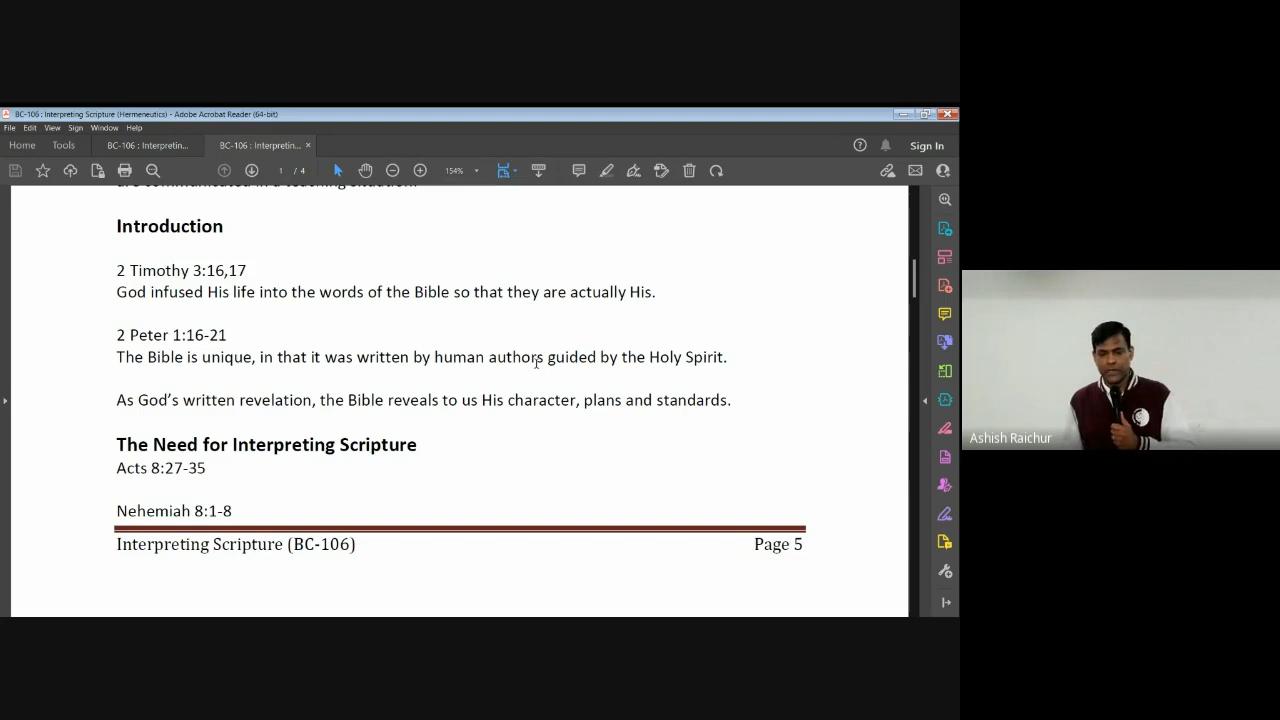 BC-106 : Interpreting Scripture (Hermeneutics) - Adobe Acrobat Reader (64-bit)
File Edit View Sign Window Help
Home Tools BC-106 : Interpretin... BC-106 : Interpretin... × Sign In
1 / 4 154%
are communicated in a teaching situation.
Introduction
2 Timothy 3:16,17
God infused His life into the words of the Bible so that they are actually His.
2 Peter 1:16-21
The Bible is unique, in that it was written by human authors guided by the Holy Spirit.
As God’s written revelation, the Bible reveals to us His character, plans and standards.
The Need for Interpreting Scripture
Acts 8:27-35
Nehemiah 8:1-8
Interpreting Scripture (BC-106) Page 5
Ashish Raichur